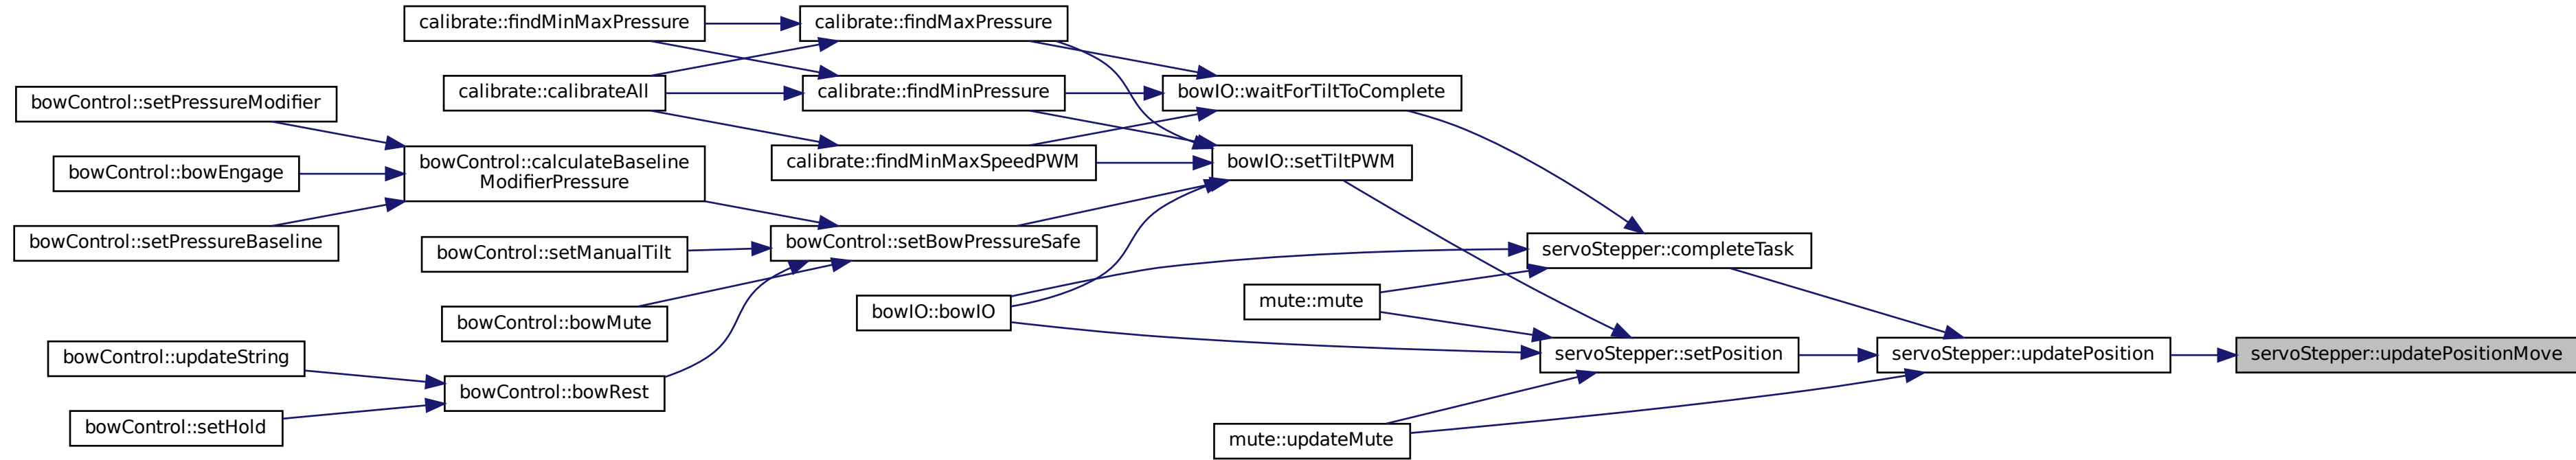 calibrate::findMinMaxPressure
calibrate::findMaxPressure
calibrate::calibrateAll
calibrate::findMinPressure
bowIO::waitForTiltToComplete
bowControl::setPressureModifier
bowControl::calculateBaseline
ModifierPressure
calibrate::findMinMaxSpeedPWM
bowIO::setTiltPWM
bowControl::bowEngage
bowControl::setPressureBaseline
bowControl::setManualTilt
bowControl::setBowPressureSafe
servoStepper::completeTask
bowControl::bowMute
bowIO::bowIO
mute::mute
bowControl::updateString
servoStepper::setPosition
servoStepper::updatePosition
servoStepper::updatePositionMove
bowControl::bowRest
bowControl::setHold
mute::updateMute